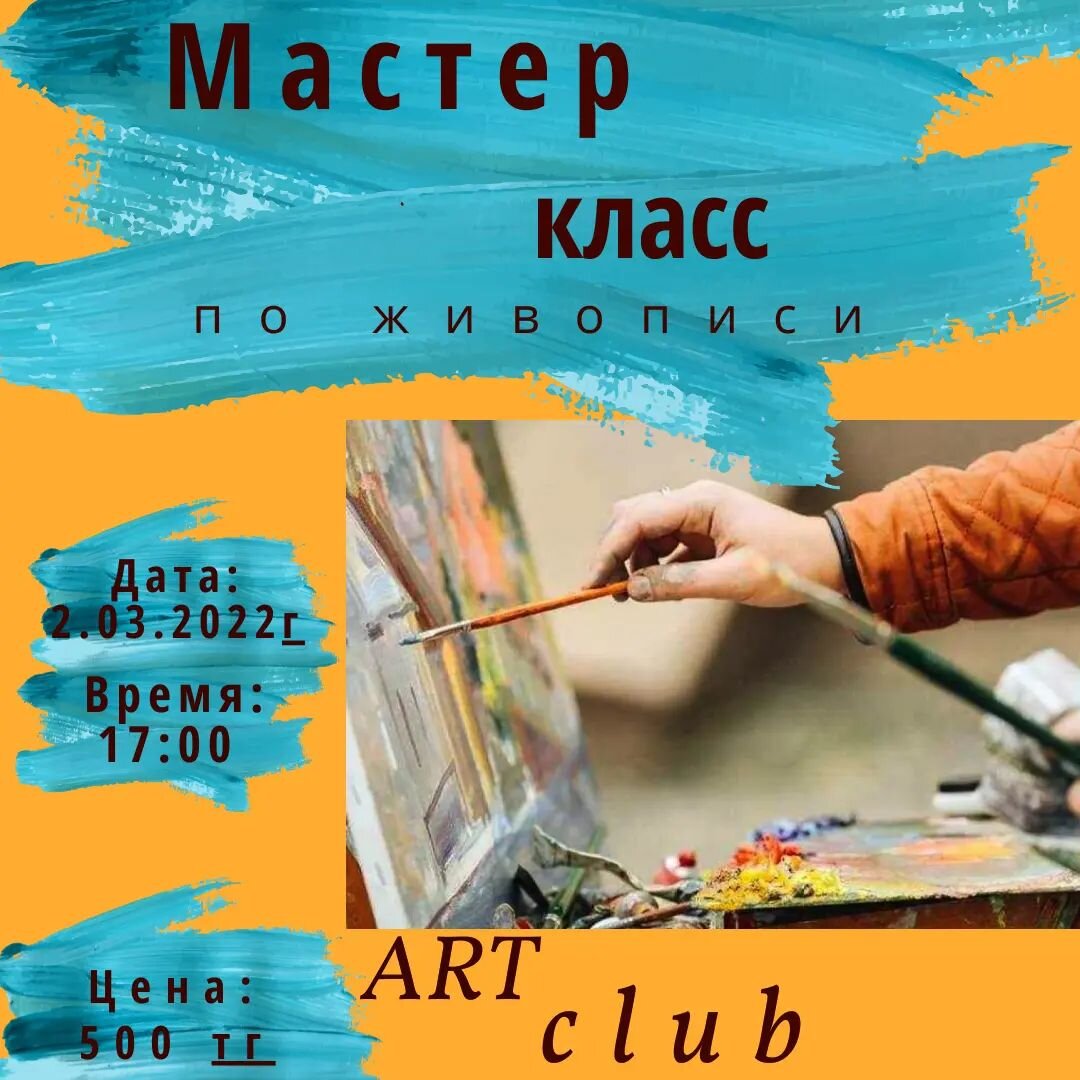 Мастер
класс
по живописи
Дата:
2.03.2022г
Время:
17:00
Цена:
500 тг
ART
club